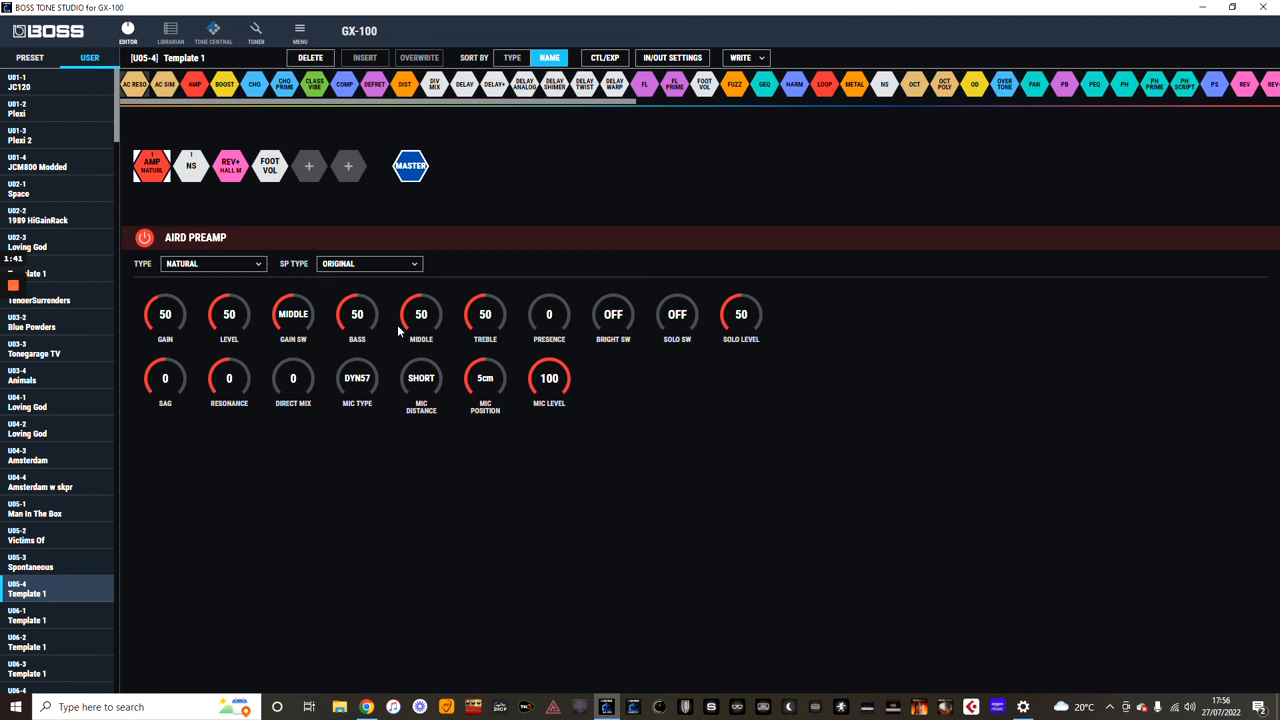 BOSS TONE STUDIO for GX-100
BOSS
EDITOR
LIBRARIAN
TONE CENTRAL
TUNER
MENU
GX-100
PRESET
USER
[U05-4] Template 1
DELETE
INSERT
OVERWRITE
SORT BY
TYPE
NAME
CTL/EXP
IN/OUT SETTINGS
WRITE
AC RESO
AC SIM
AMP
BOOST
CHO
CHO PRIME
CLASS VIBE
COMP
DEFRET
DIST
DIV MIX
DELAY
DELAY+
DELAY ANALOG
DELAY SHIMER
DELAY TWIST
DELAY WARP
FL
FL PRIME
FOOT VOL
FUZZ
GEQ
HARM
LOOP
METAL
NS
OCT
OCT POLY
OD
OVER TONE
PAN
PB
PEQ
PH
PH PRIME
PH SCRIPT
PS
REV
REV+
U01-1
JC120
U01-2
Plexi
U01-3
Plexi 2
U01-4
JCM800 Modded
U02-1
Space
U02-2
1989 HiGainRack
U02-3
Loving God
1:41
late 1
TenderSurrenders
U03-2
Blue Powders
U03-3
Tonegarage TV
U03-4
Animals
U04-1
Loving God
U04-2
Loving God
U04-3
Amsterdam
U04-4
Amsterdam w skpr
U05-1
Man In The Box
U05-2
Victims Of
U05-3
Spontaneous
U05-4
Template 1
U06-1
Template 1
U06-2
Template 1
U06-3
Template 1
U06-4
1
AMP
NATURL
1
NS
REV+
HALL M
FOOT
VOL
+
+
MASTER
AIRD PREAMP
TYPE
NATURAL
SP TYPE
ORIGINAL
50
50
MIDDLE
50
50
50
0
OFF
OFF
50
GAIN
LEVEL
GAIN SW
BASS
MIDDLE
TREBLE
PRESENCE
BRIGHT SW
SOLO SW
SOLO LEVEL
0
0
0
DYN57
SHORT
5cm
100
SAG
RESONANCE
DIRECT MIX
MIC TYPE
MIC DISTANCE
MIC POSITION
MIC LEVEL
Type here to search
20°C
17:56
27/07/2022
2